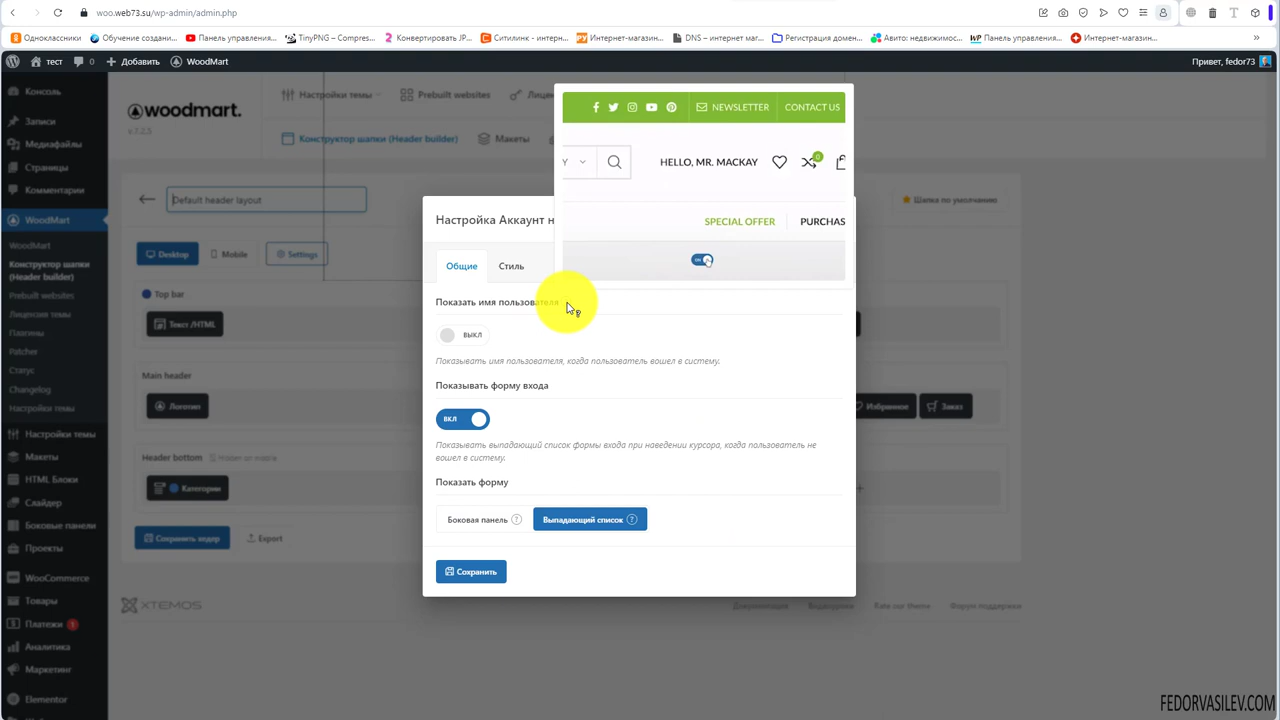 woo.web73.su/wp-admin/admin.php
Одноклассники
Обучение создани...
Панель управления...
TinyPNG – Compres...
Конвертировать JP...
Ситилинк - интерн...
Интернет-магазин...
DNS – интернет маг...
Регистрация домен...
Авито: недвижимос...
Панель управления...
Интернет-магазин...
тест
0
Добавить
WoodMart
Привет, fedor73
Консоль
Записи
Медиафайлы
Страницы
Комментарии
WoodMart
WoodMart
Конструктор шапки
(Header builder)
Prebuilt websites
Лицензия темы
Плагины
Patcher
Статус
Changelog
Настройки темы
Настройки темы
Макеты
HTML Блоки
Слайдер
Боковые панели
Проекты
WooCommerce
Товары
Платежи 1
Аналитика
Маркетинг
Elementor
woodmart.
v.7.2.5
Настройки темы
Prebuilt websites
Конструктор шапки (Header builder)
Макеты
Default header layout
Шапка по умолчанию
Desktop
Mobile
Settings
Top bar
Текст /HTML
Main header
Логотип
Избранное
Заказ
Header bottom
Hidden on mobile
Категории
Сохранить хедер
Export
XTEMOS
Документация
Видеоуроки
Rate our theme
Форум поддержки
NEWSLETTER
CONTACT US
HELLO, MR. MACKAY
0
SPECIAL OFFER
PURCHAS
ON
Настройка Аккаунт н
Общие
Стиль
Показать имя пользователя
ВЫКЛ
Показывать имя пользователя, когда пользователь вошел в систему.
Показывать форму входа
ВКЛ
Показывать выпадающий список формы входа при наведении курсора, когда пользователь не
вошел в систему.
Показать форму
Боковая панель ?
Выпадающий список ?
Сохранить
FEDORVASILEV.COM